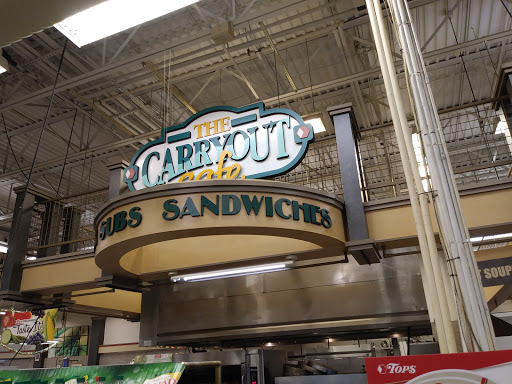 THE
CARRYOUT
Cafe
SUBS SANDWICHES
SOUP
TOPS